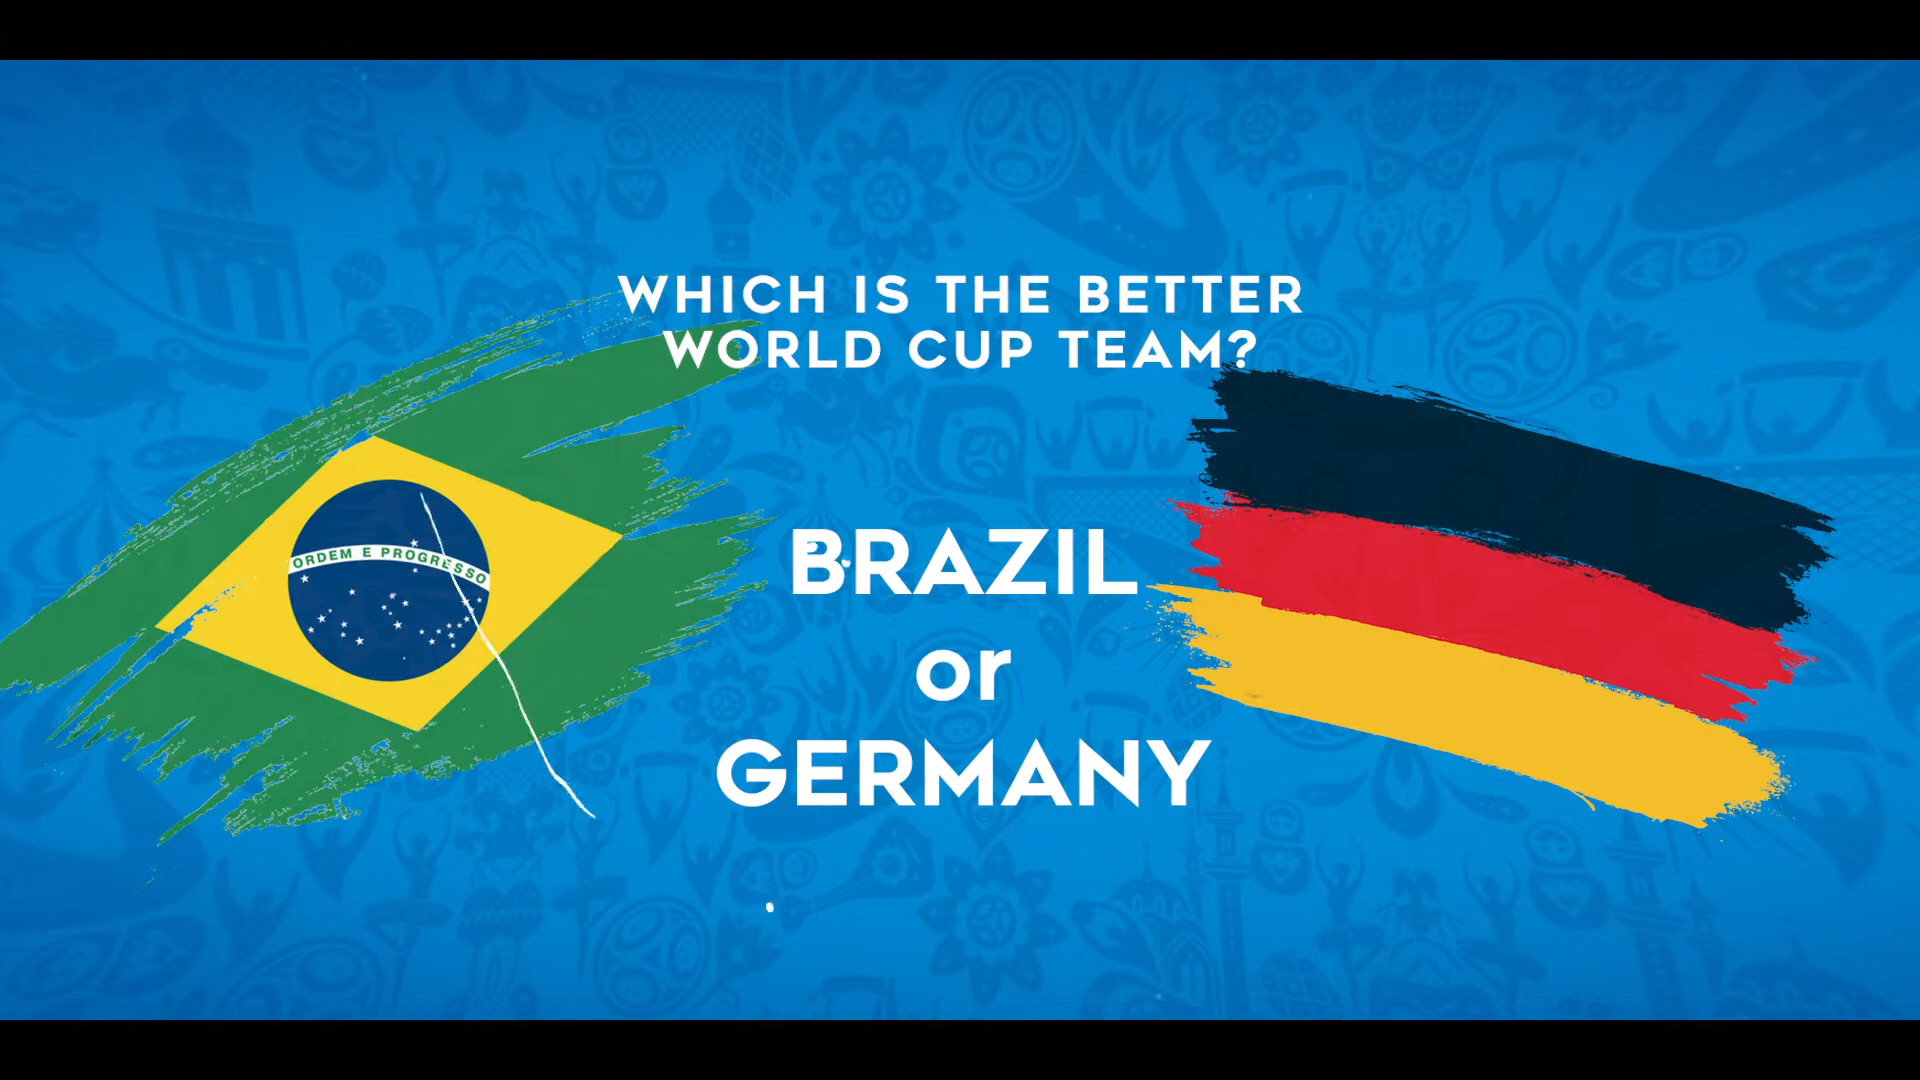 WHICH IS THE BETTER
WORLD CUP TEAM?
ORDEM E PROGRESSO
BRAZIL
or
GERMANY